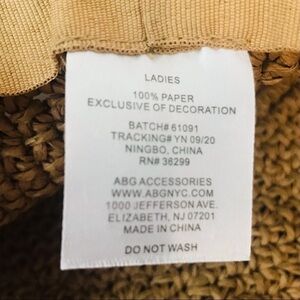 LADIES
100% PAPER
EXCLUSIVE OF DECORATION
BATCH# 61091
TRACKING# YN 09/20
NINGBO, CHINA
RN# 36299
ABG ACCESSORIES
WWW.ABGNYC.COM
1000 JEFFERSON AVE.
ELIZABETH, NJ 07201
MADE IN CHINA
DO NOT WASH